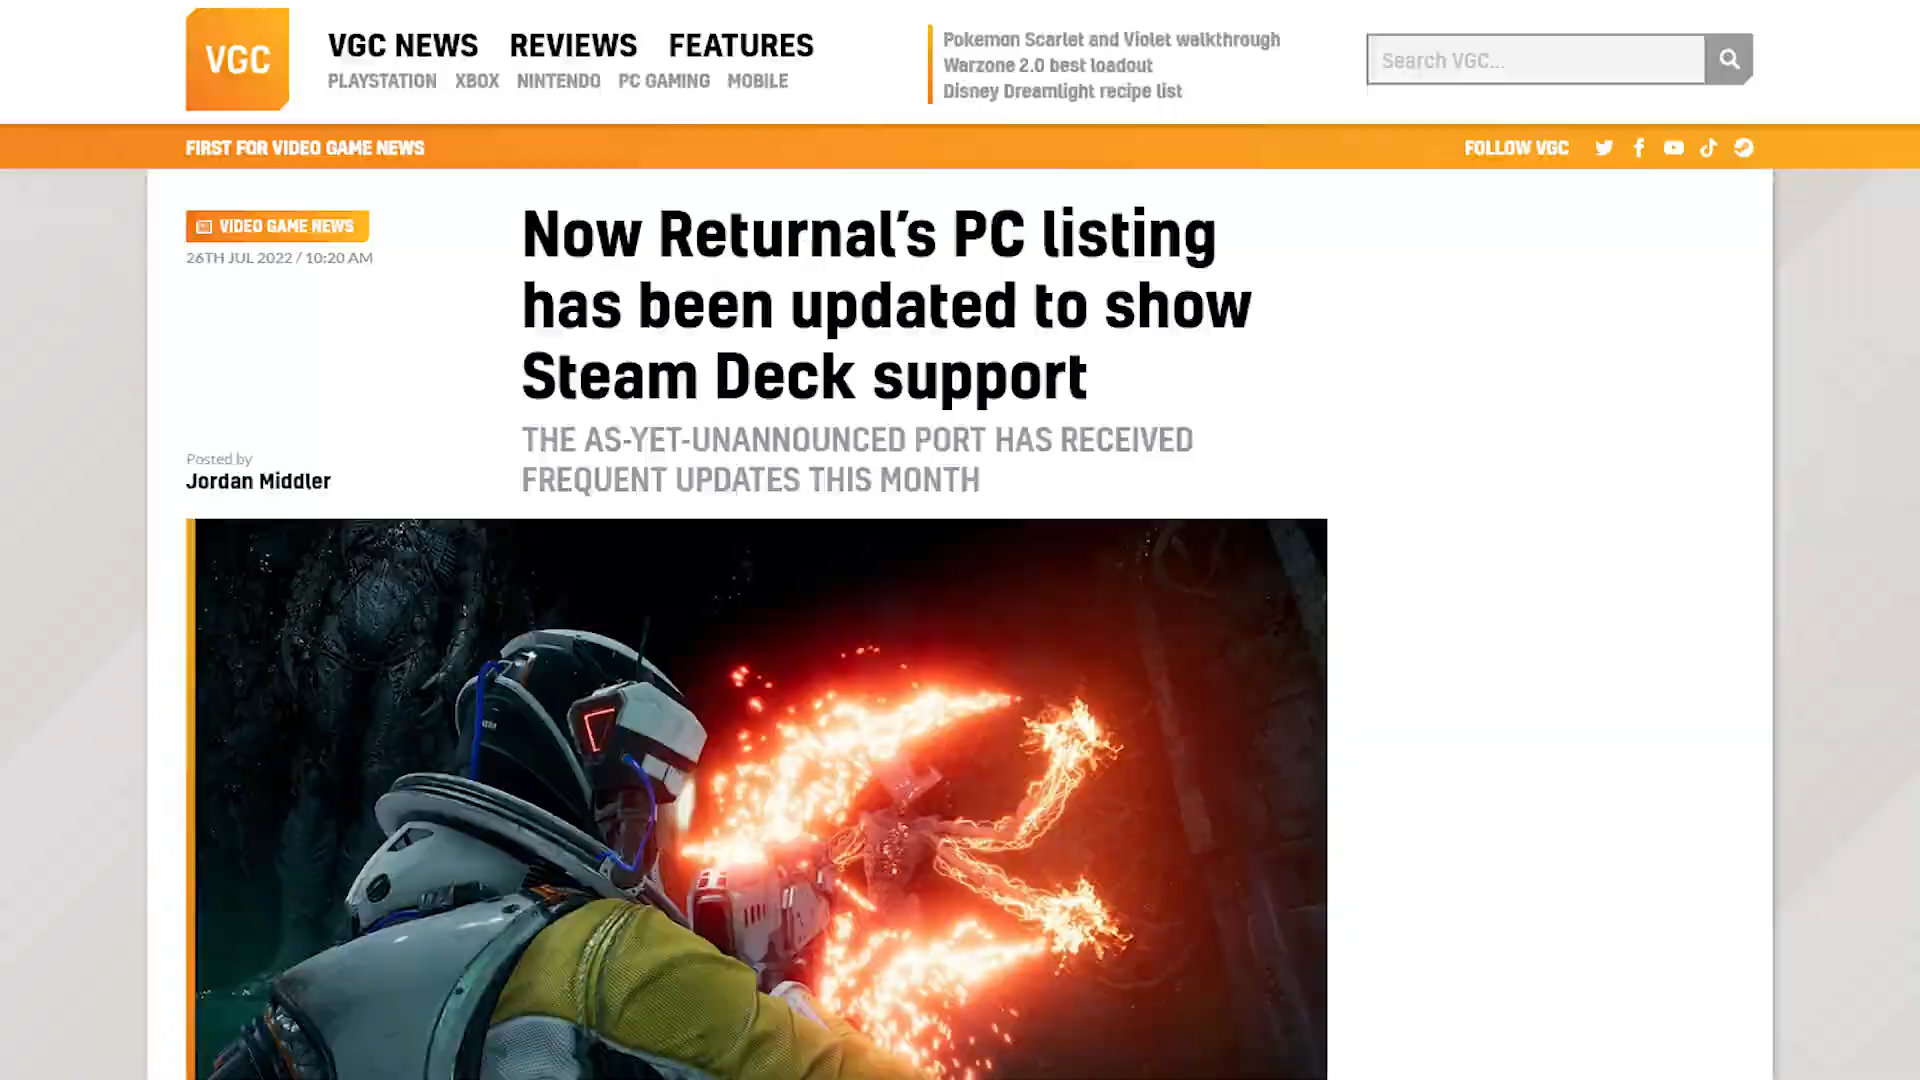 VGC
VGC NEWS REVIEWS FEATURES
PLAYSTATION XBOX NINTENDO PC GAMING MOBILE
Pokemon Scarlet and Violet walkthrough
Warzone 2.0 best loadout
Disney Dreamlight recipe list
Search VGC...
FIRST FOR VIDEO GAME NEWS
FOLLOW VGC
VIDEO GAME NEWS
26TH JUL 2022 / 10:20 AM
Now Returnal’s PC listing
has been updated to show
Steam Deck support
THE AS-YET-UNANNOUNCED PORT HAS RECEIVED
FREQUENT UPDATES THIS MONTH
Posted by
Jordan Middler